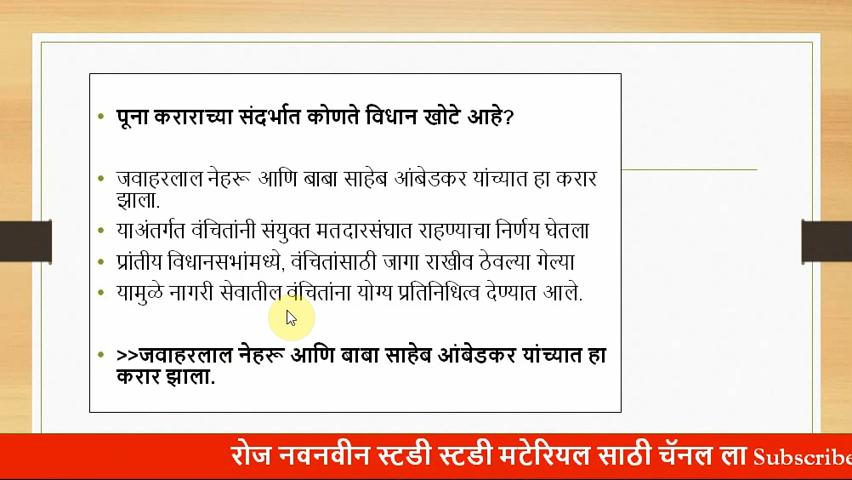 पूना कराराच्या संदर्भात कोणते विधान खोटे आहे?
जवाहरलाल नेहरू आणि बाबा साहेब आंबेडकर यांच्यात हा करार
झाला.
याअंतर्गत वंचितांनी संयुक्त मतदारसंघात राहण्याचा निर्णय घेतला
प्रांतीय विधानसभांमध्ये, वंचितांसाठी जागा राखीव ठेवल्या गेल्या
यामुळे नागरी सेवातील वंचितांना योग्य प्रतिनिधित्व देण्यात आले.
>>जवाहरलाल नेहरू आणि बाबा साहेब आंबेडकर यांच्यात हा
करार झाला.
रोज नवनवीन स्टडी स्टडी मटेरियल साठी चॅनल ला Subscribe